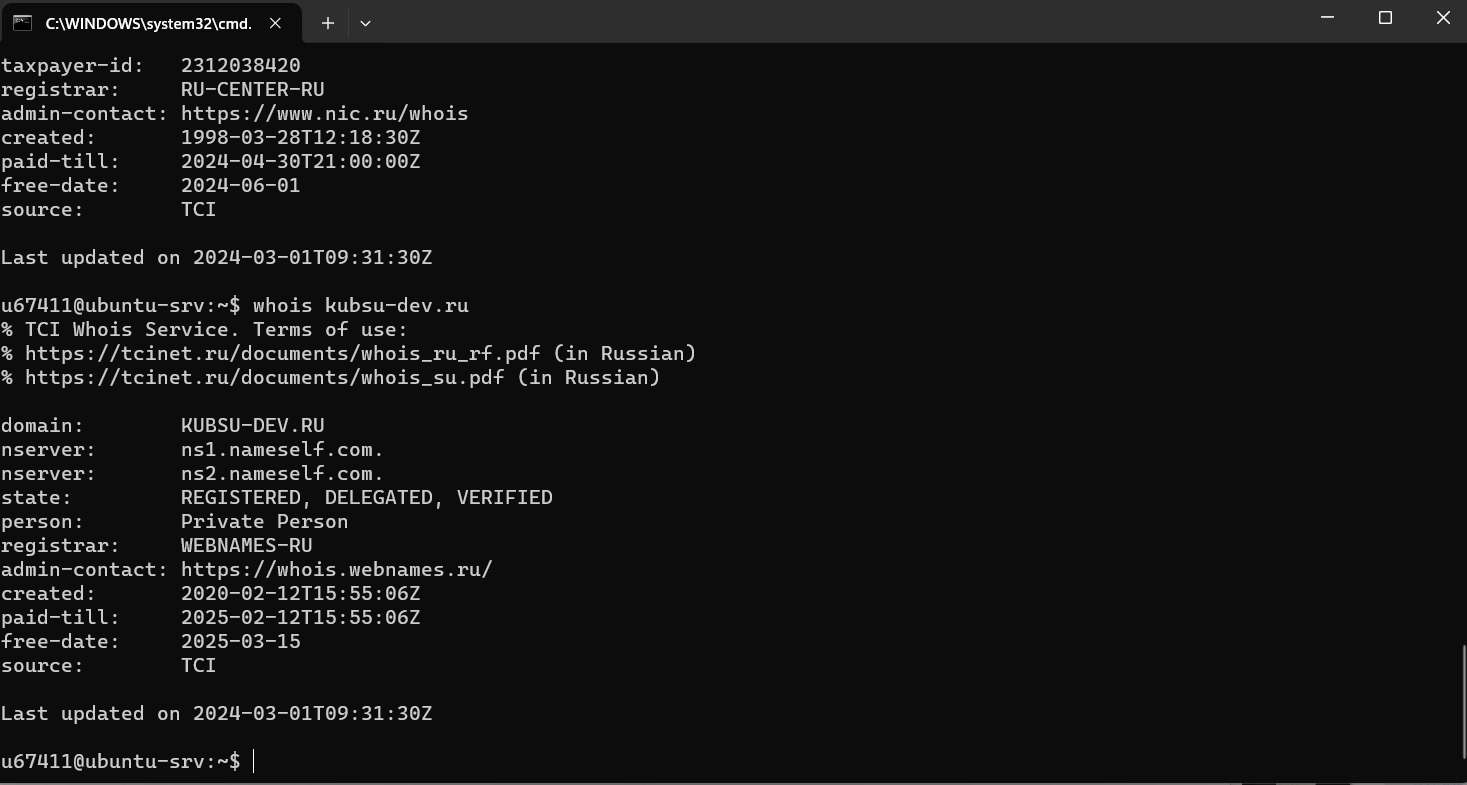 C:\WINDOWS\system32\cmd.
taxpayer-id:   2312038420
registrar:     RU-CENTER-RU
admin-contact: https://www.nic.ru/whois
created:       1998-03-28T12:18:30Z
paid-till:     2024-04-30T21:00:00Z
free-date:     2024-06-01
source:        TCI
Last updated on 2024-03-01T09:31:30Z
u67411@ubuntu-srv:~$ whois kubsu-dev.ru
% TCI Whois Service. Terms of use:
% https://tcinet.ru/documents/whois_ru_rf.pdf (in Russian)
% https://tcinet.ru/documents/whois_su.pdf (in Russian)
domain:        KUBSU-DEV.RU
nserver:       ns1.nameself.com.
nserver:       ns2.nameself.com.
state:         REGISTERED, DELEGATED, VERIFIED
person:        Private Person
registrar:     WEBNAMES-RU
admin-contact: https://whois.webnames.ru/
created:       2020-02-12T15:55:06Z
paid-till:     2025-02-12T15:55:06Z
free-date:     2025-03-15
source:        TCI
Last updated on 2024-03-01T09:31:30Z
u67411@ubuntu-srv:~$